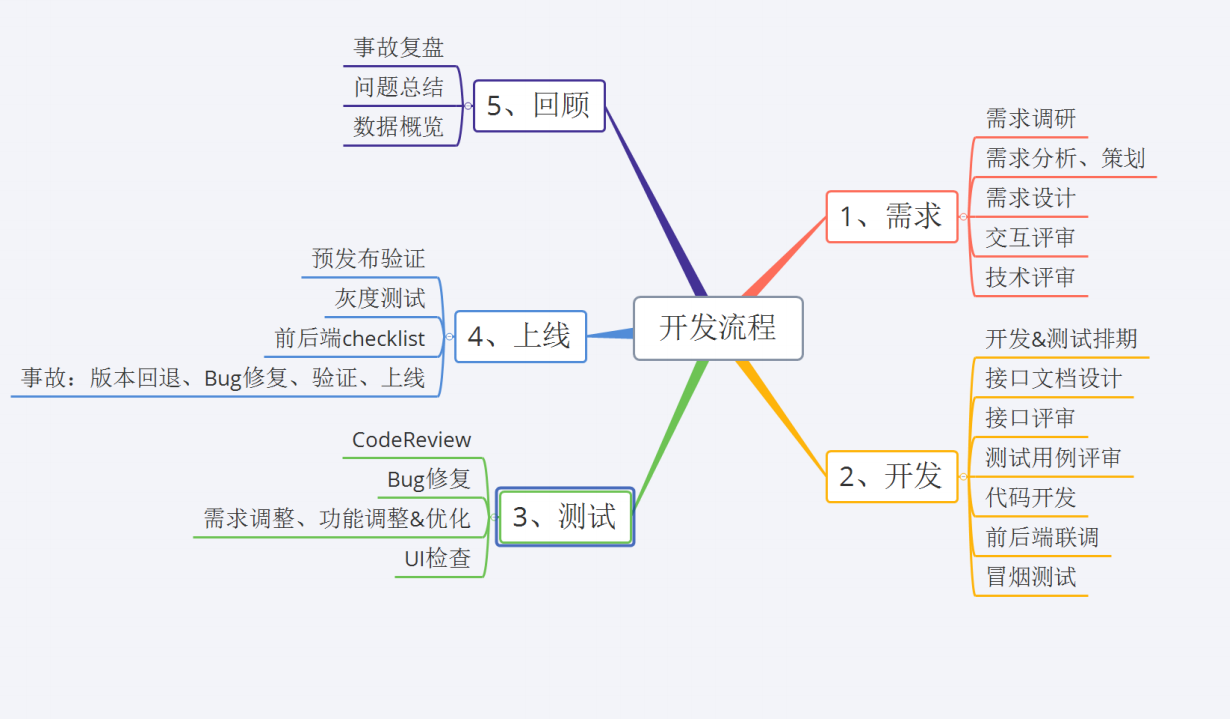 开发流程
1、需求
需求调研
需求分析、策划
需求设计
交互评审
技术评审
2、开发
开发&测试排期
接口文档设计
接口评审
测试用例评审
代码开发
前后端联调
冒烟测试
3、测试
CodeReview
Bug修复
需求调整、功能调整&优化
UI检查
4、上线
预发布验证
灰度测试
前后端checklist
事故：版本回退、Bug修复、验证、上线
5、回顾
事故复盘
问题总结
数据概览